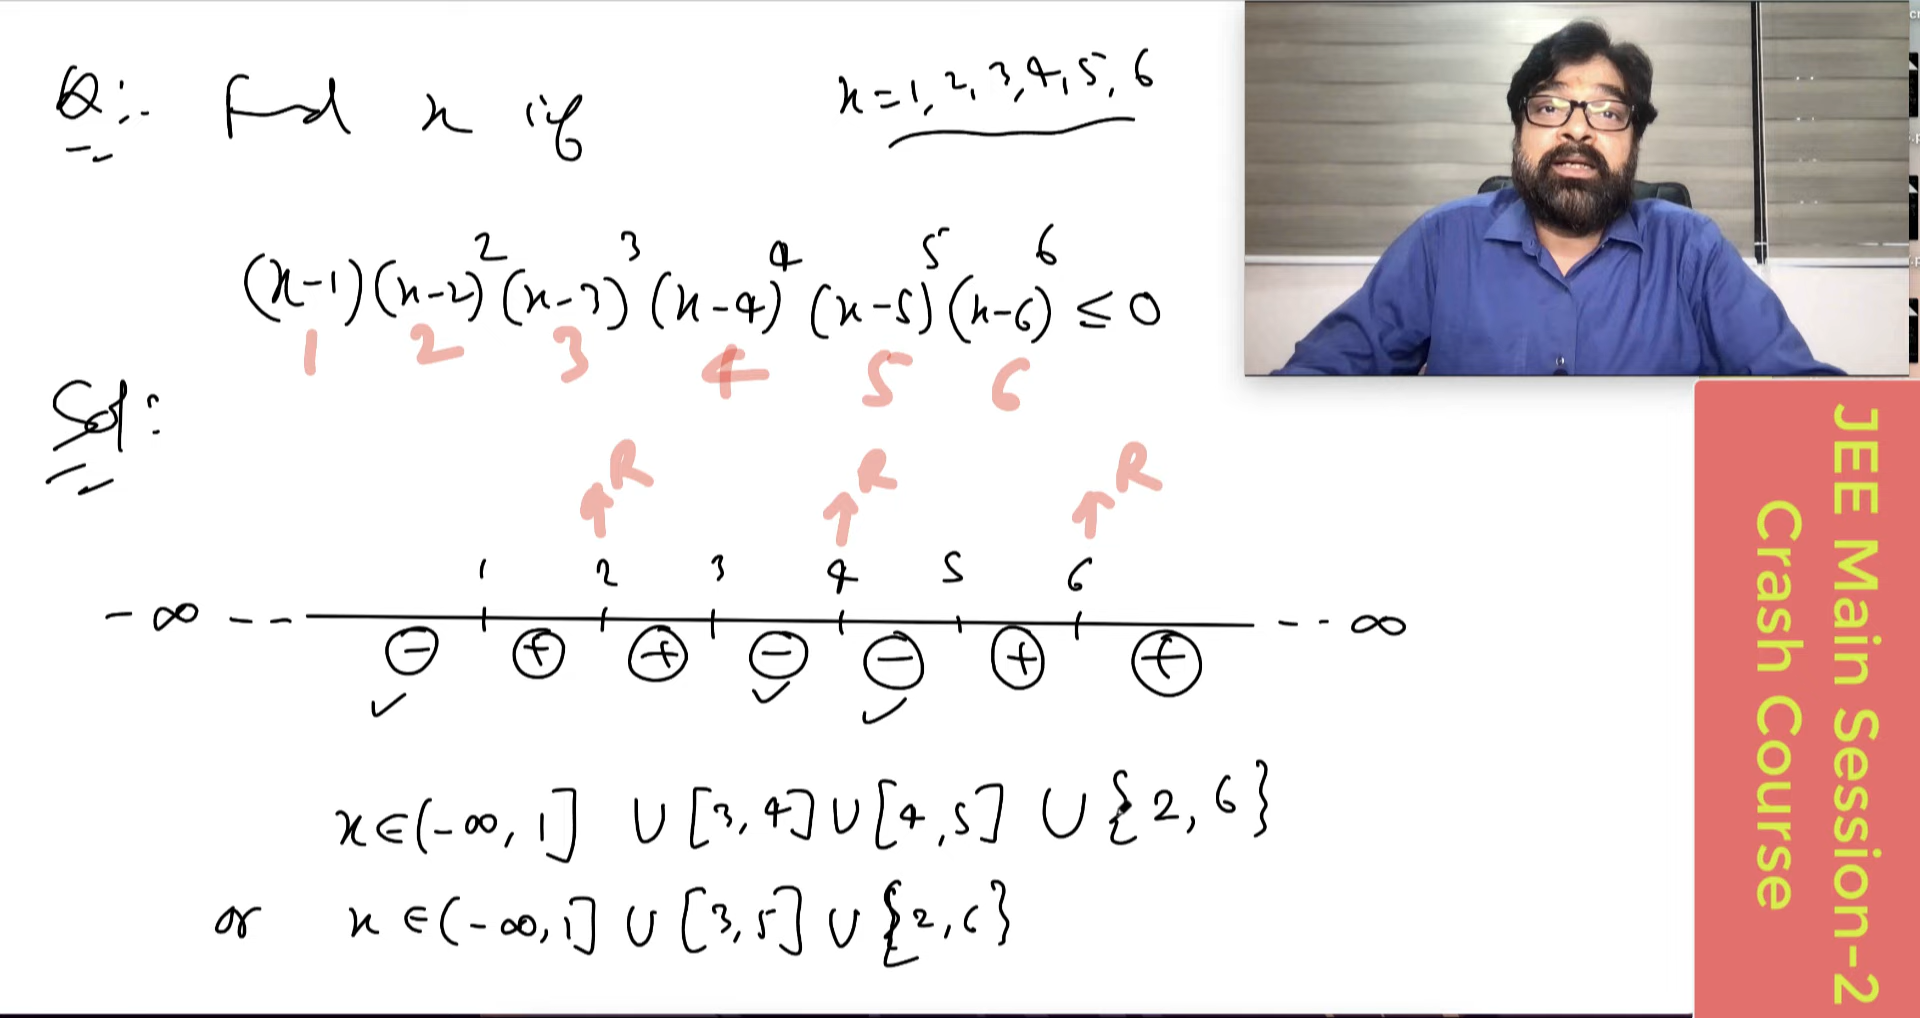 Q:- Find x if
x=1, 2, 3, 4, 5, 6
(x-1)(x-2)²(x-3)³(x-4)⁴(x-5)⁵(x-6)⁶ ≤ 0
1 2 3 4 5 6
Sol:
R R R
1 2 3 4 5 6
-∞ -- -- ∞
- + + - - + +
x∈(-∞, 1] ∪ [3, 4] ∪ [4, 5] ∪ {2, 6}
or x∈(-∞, 1] ∪ [3, 5] ∪ {2, 6}
JEE Main Session-2
Crash Course